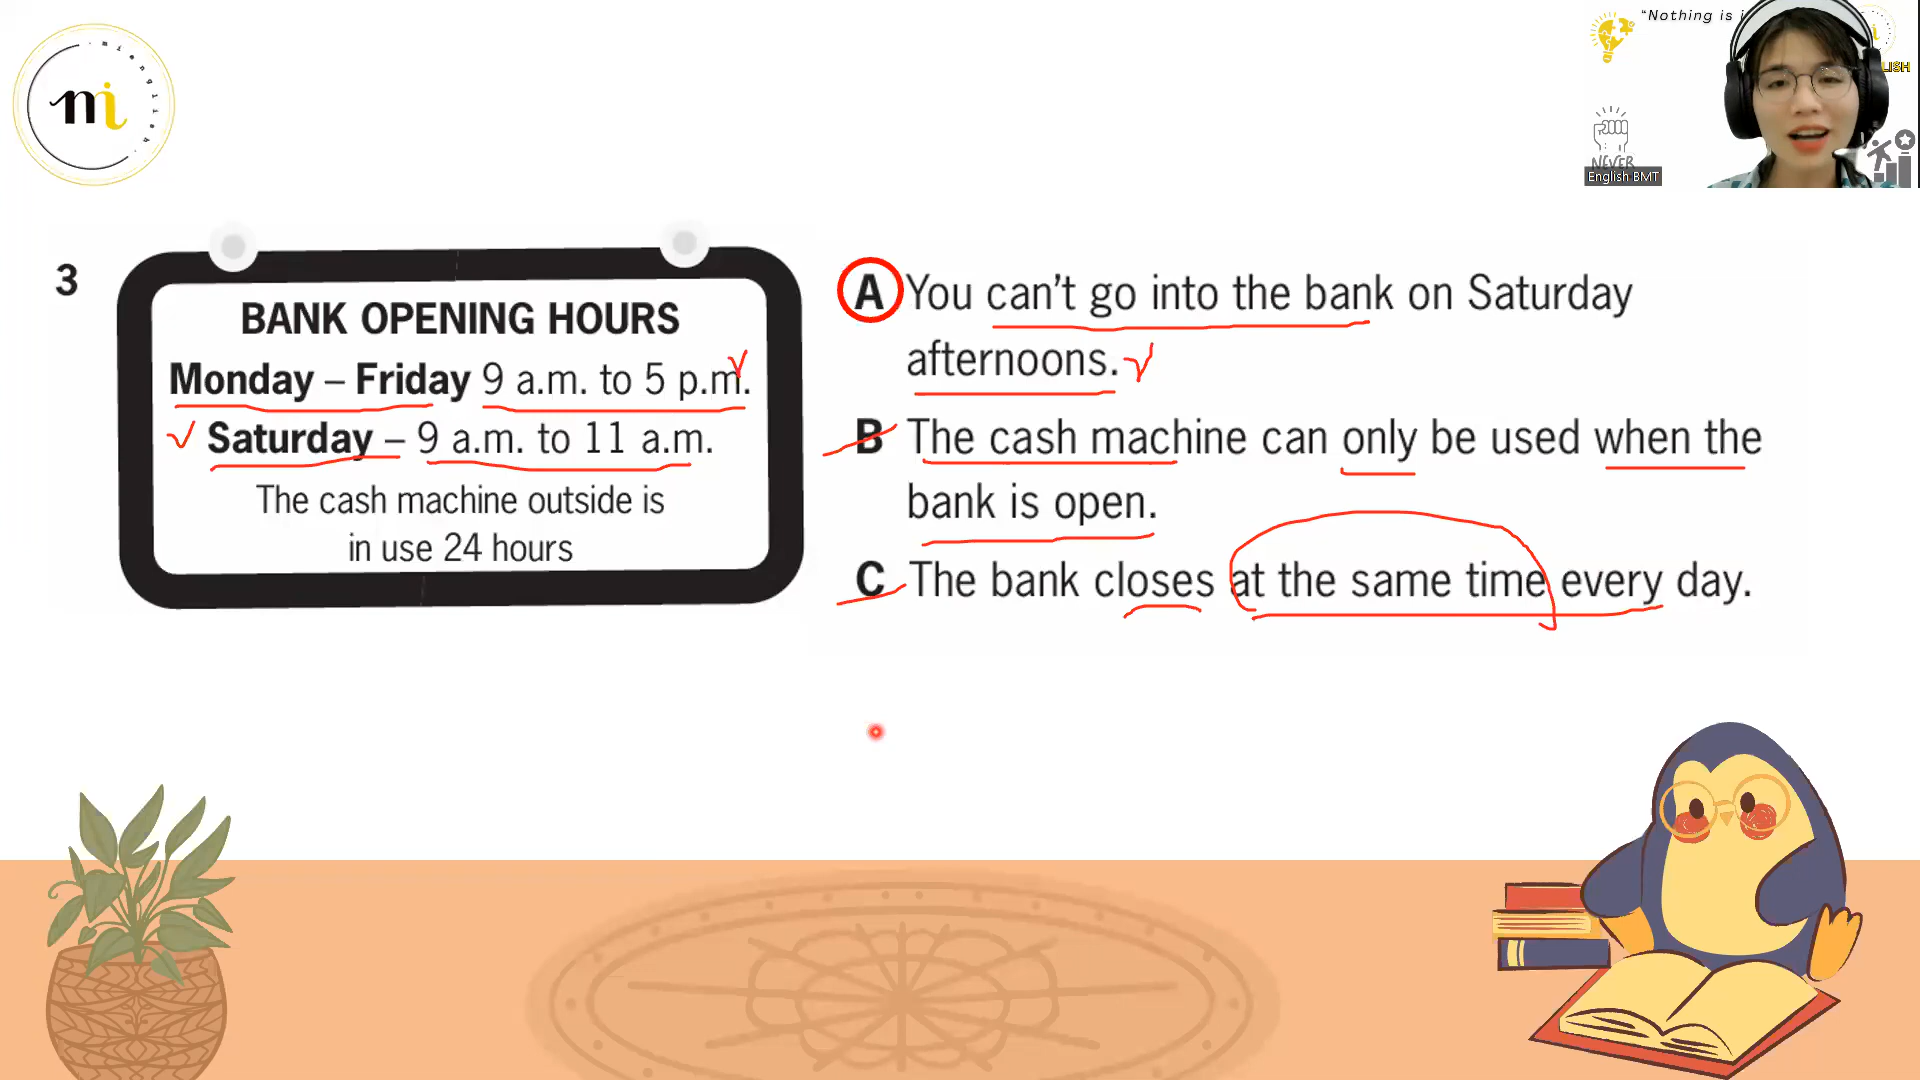 mi
menglish
"Nothing is i
LISH
NEVER
English BMT
3
BANK OPENING HOURS
Monday – Friday 9 a.m. to 5 p.m.
Saturday – 9 a.m. to 11 a.m.
The cash machine outside is
in use 24 hours
A You can't go into the bank on Saturday
afternoons.
B The cash machine can only be used when the
bank is open.
C The bank closes at the same time every day.